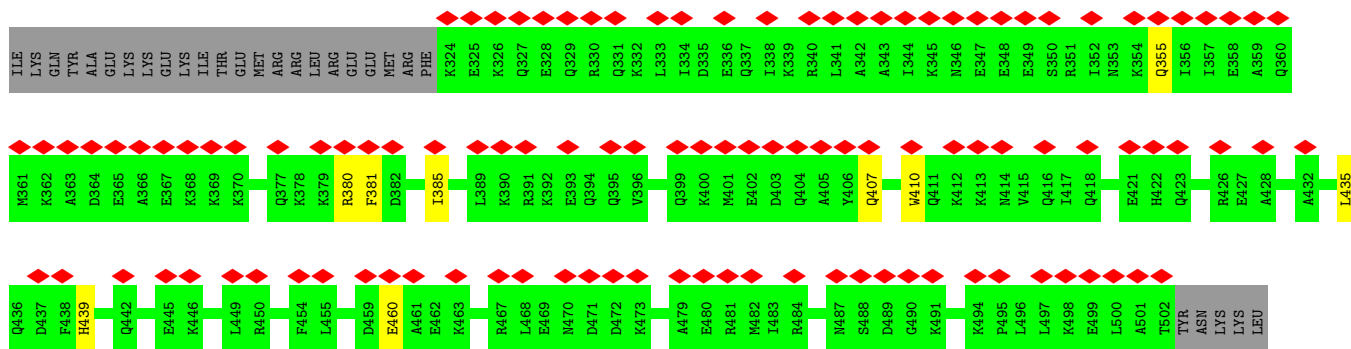 ILE LYS GLN TYR ALA GLU LYS LYS GLU LYS ILE THR GLU MET ARG ARG LEU ARG GLU GLU MET ARG PHE K324 E325 K326 Q327 E328 Q329 R330 Q331 K332 L333 I334 D335 E336 Q337 I338 K339 R340 L341 A342 A343 I344 K345 N346 E347 E348 E349 S350 R351 I352 N353 K354 Q355 I356 I357 E358 A359 Q360
M361 K362 A363 D364 E365 A366 E367 K368 K369 K370 Q377 K378 K379 R380 F381 D382 I385 L389 K390 R391 K392 E393 Q394 Q395 V396 Q399 K400 M401 E402 D403 Q404 A405 Y406 Q407 W410 Q411 K412 K413 N414 V415 Q416 I417 Q418 E421 H422 Q423 R426 E427 A428 A432 L435
Q436 D437 F438 H439 Q442 E445 K446 L449 R450 F454 L455 D459 E460 A461 E462 K463 R467 L468 E469 N470 D471 D472 K473 A479 E480 R481 M482 I483 R484 N487 S488 D489 G490 K491 K494 P495 L496 L497 K498 E499 L500 A501 T502 TYR ASN LYS LYS LEU